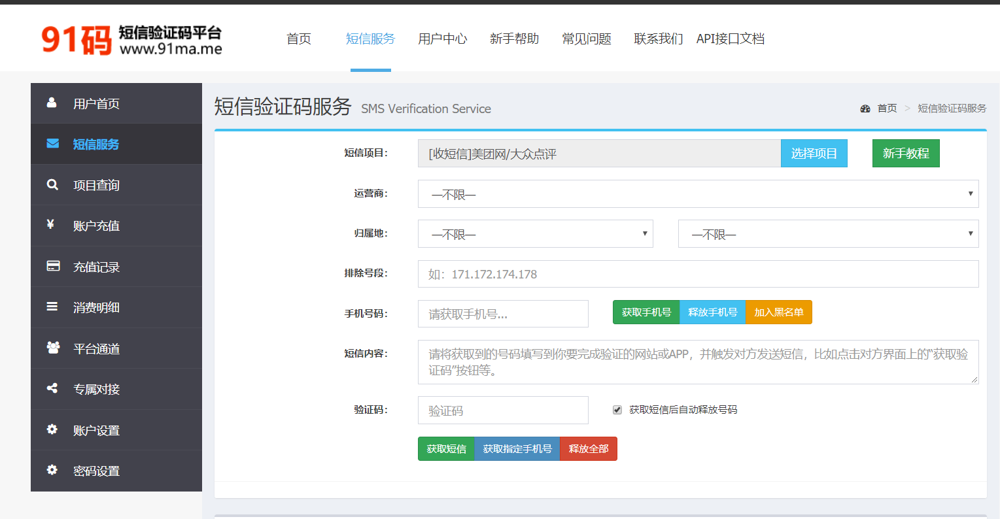 91码 短信验证码平台
www.91ma.me
首页 短信服务 用户中心 新手帮助 常见问题 联系我们 API接口文档
用户首页
短信服务
项目查询
账户充值
充值记录
消费明细
平台通道
专属对接
账户设置
密码设置
短信验证码服务 SMS Verification Service
首页 > 短信验证码服务
短信项目： [收短信]美团网/大众点评 选择项目 新手教程
运营商： —不限—
归属地： —不限— —不限—
排除号段： 如：171.172.174.178
手机号码： 请获取手机号... 获取手机号 释放手机号 加入黑名单
短信内容： 请将获取到的号码填写到你要完成验证的网站或APP，并触发对方发送短信，比如点击对方界面上的“获取验
证码”按钮等。
验证码： 验证码 获取短信后自动释放号码
获取短信 获取指定手机号 释放全部